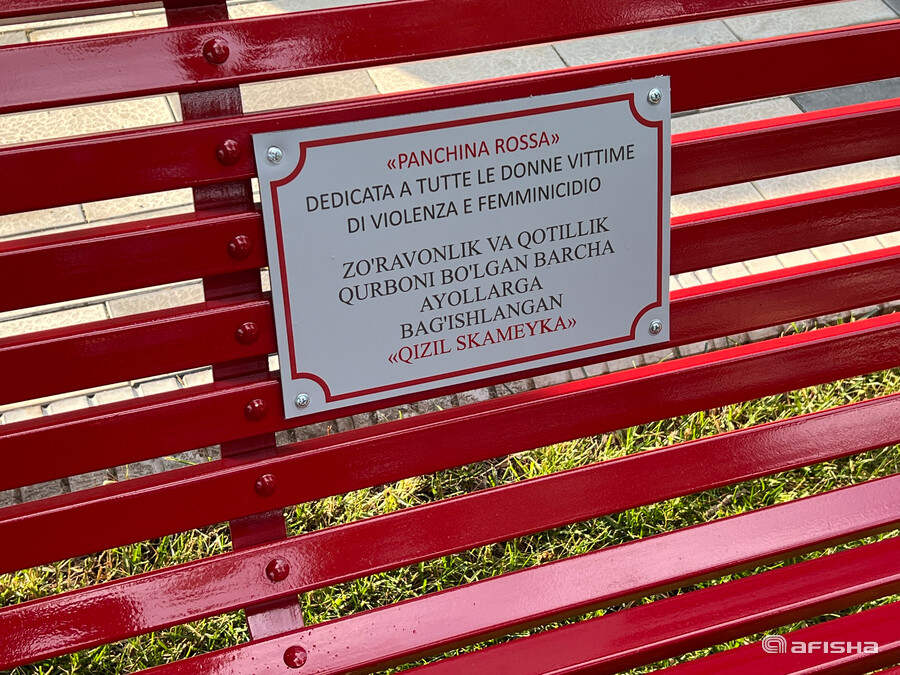 «PANCHINA ROSSA»
DEDICATA A TUTTE LE DONNE VITTIME
DI VIOLENZA E FEMMINICIDIO
ZO'RAVONLIK VA QOTILLIK
QURBONI BO'LGAN BARCHA
AYOLLARGA
BAG'ISHLANGAN
«QIZIL SKAMEYKA»
AFISHA